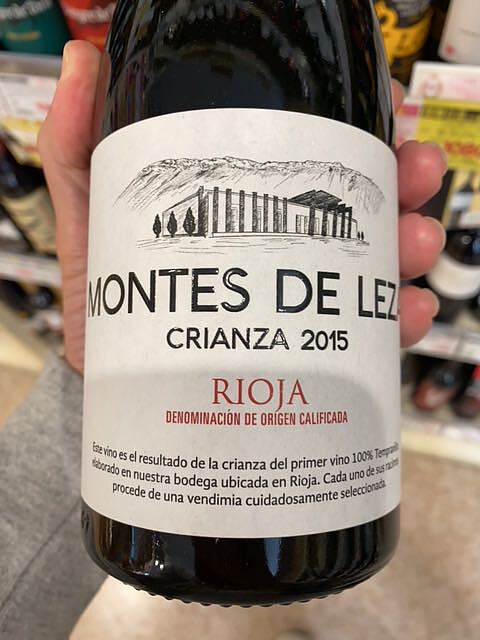 MONTES DE LEZA
CRIANZA 2015
RIOJA
DENOMINACIÓN DE ORIGEN CALIFICADA
Este vino es el resultado de la crianza del primer vino 100% Tempranillo
elaborado en nuestra bodega ubicada en Rioja. Cada uno de sus racimos
procede de una vendimia cuidadosamente seleccionada.